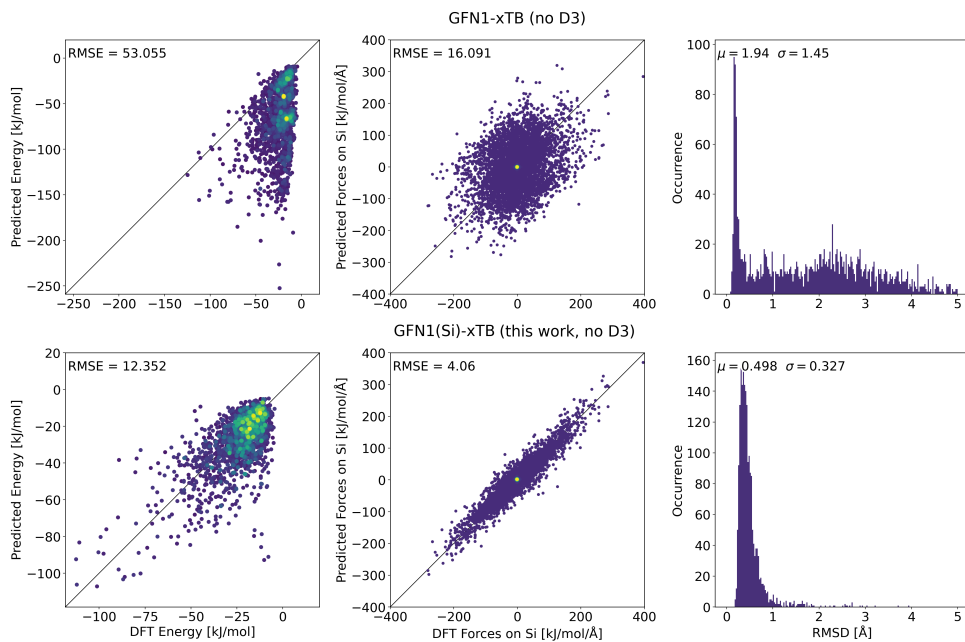 GFN1-xTB (no D3)
RMSE = 53.055
Predicted Energy [kJ/mol]
0
−50
−100
−150
−200
−250
−250 −200 −150 −100 −50 0
RMSE = 16.091
Predicted Forces on Si [kJ/mol/Å]
400
300
200
100
0
−100
−200
−300
−400
−400 −200 0 200 400
μ = 1.94 σ = 1.45
Occurrence
100
80
60
40
20
0
0 1 2 3 4 5
GFN1(Si)-xTB (this work, no D3)
RMSE = 12.352
Predicted Energy [kJ/mol]
20
0
−20
−40
−60
−80
−100
−100 −75 −50 −25 0
DFT Energy [kJ/mol]
RMSE = 4.06
Predicted Forces on Si [kJ/mol/Å]
400
300
200
100
0
−100
−200
−300
−400
−400 −200 0 200 400
DFT Forces on Si [kJ/mol/Å]
μ = 0.498 σ = 0.327
Occurrence
160
140
120
100
80
60
40
20
0
0 1 2 3 4 5
RMSD [Å]